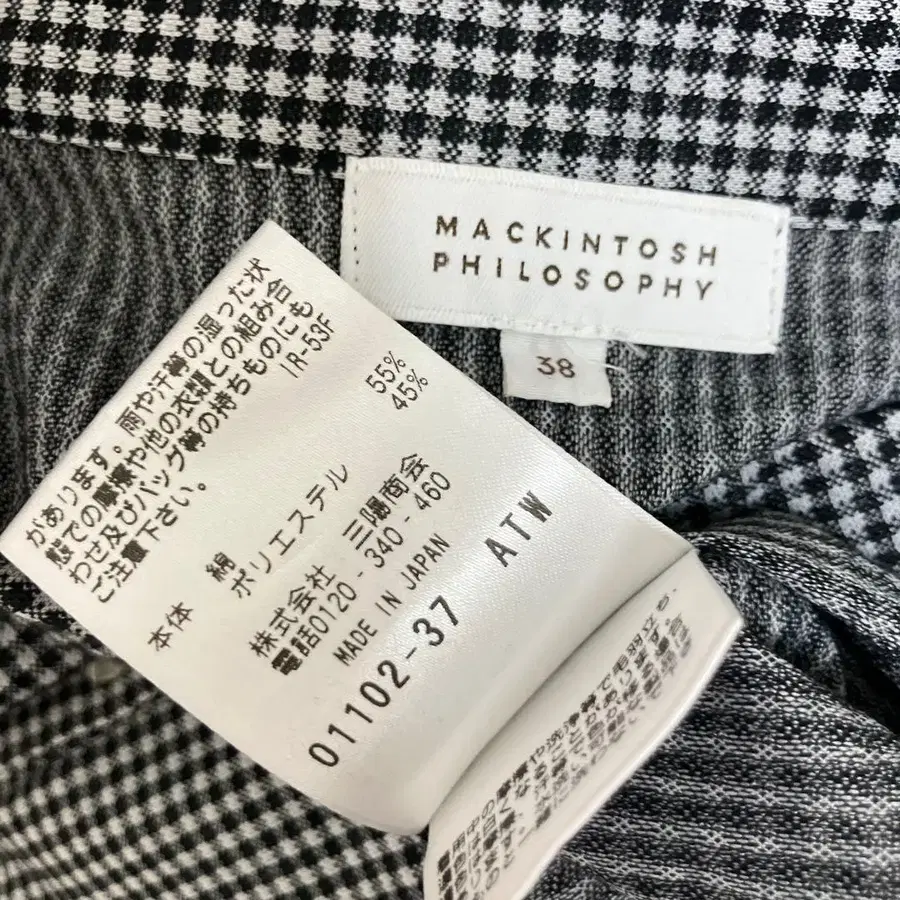 MACKINTOSH
PHILOSOPHY
38
があります。雨や汗等の湿った状
態での摩擦や他の衣類との組み合
わせ及びバッグ等の持ちものにも
ご注意下さい。
IR-53F
本体 綿 55%
ポリエステル 45%
株式会社 三陽商会
電話0120-340-460
MADE IN JAPAN
01102-37 ATW